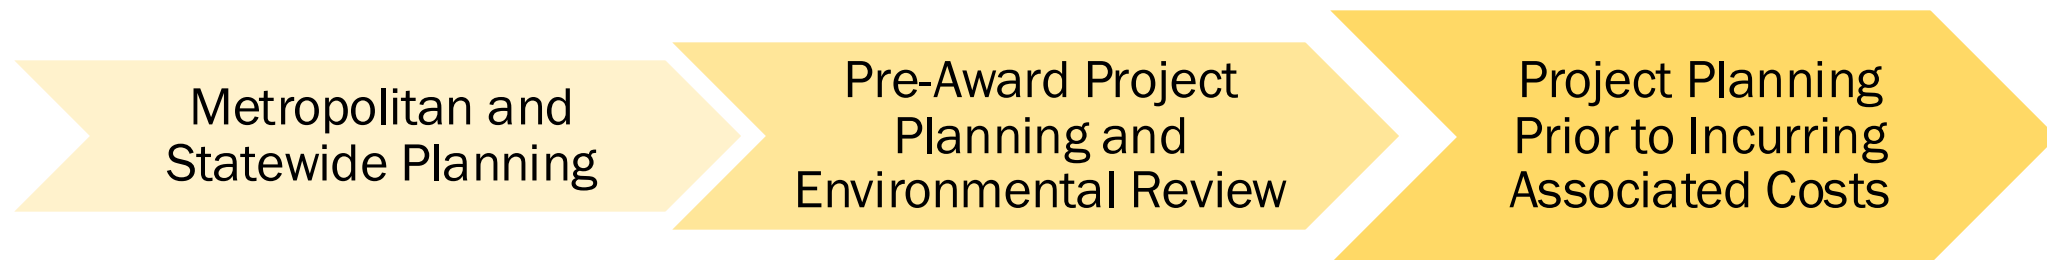 Metropolitan and
Statewide Planning
Pre-Award Project
Planning and
Environmental Review
Project Planning
Prior to Incurring
Associated Costs